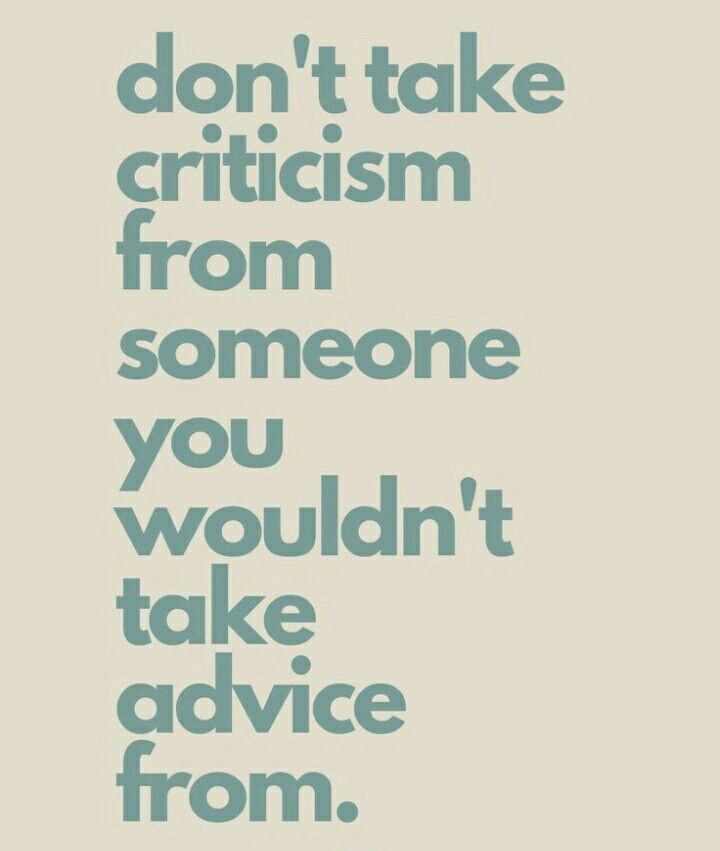 don't take
criticism
from
someone
you
wouldn't
take
advice
from.